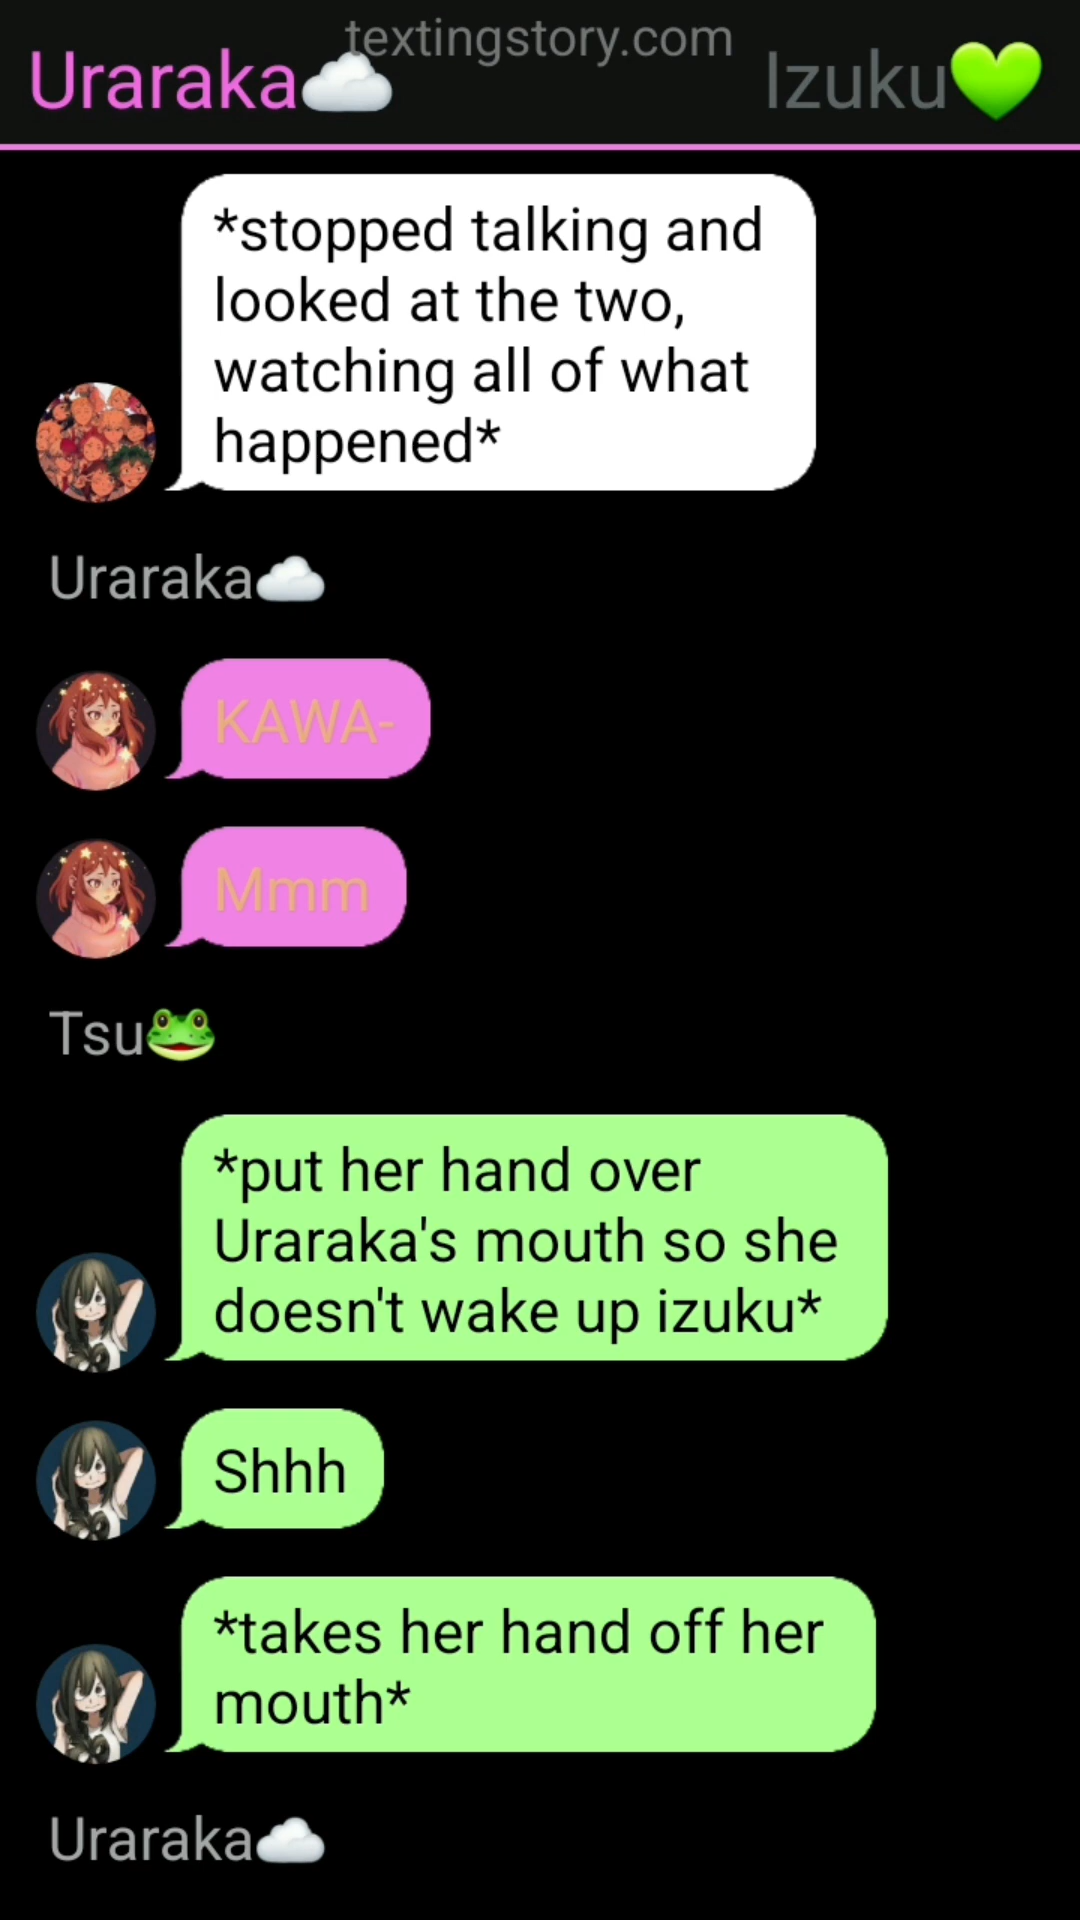 textingstory.com
Uraraka☁️ Izuku💚
*stopped talking and
looked at the two,
watching all of what
happened*
Uraraka☁️
KAWA-
Mmm
Tsu🐸
*put her hand over
Uraraka's mouth so she
doesn't wake up izuku*
Shhh
*takes her hand off her
mouth*
Uraraka☁️